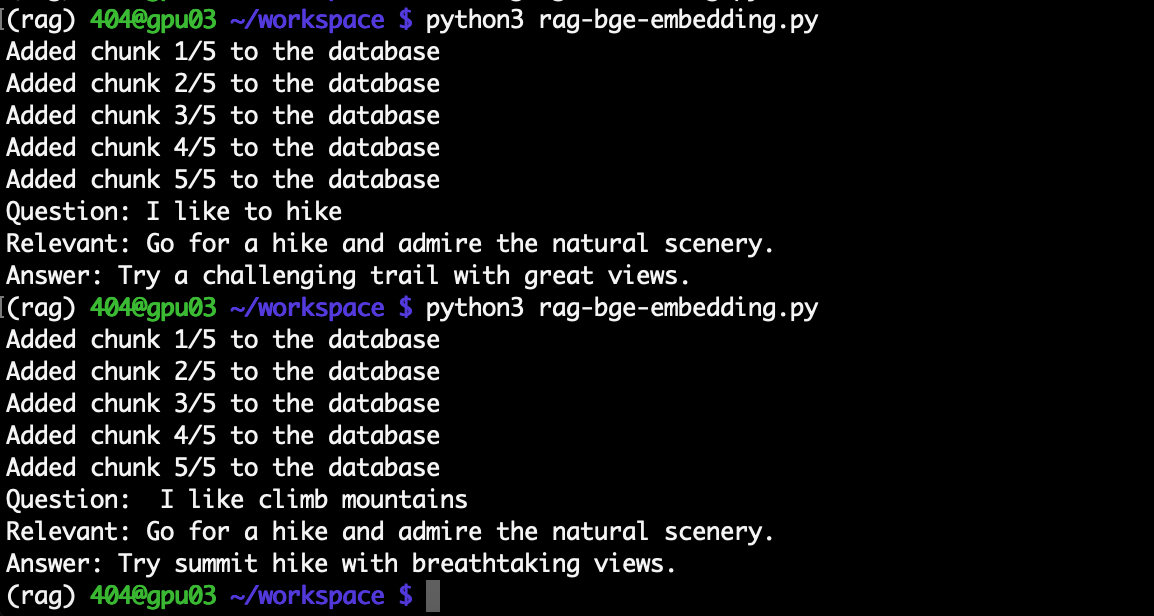 (rag) 404@gpu03 ~/workspace $ python3 rag-bge-embedding.py
Added chunk 1/5 to the database
Added chunk 2/5 to the database
Added chunk 3/5 to the database
Added chunk 4/5 to the database
Added chunk 5/5 to the database
Question: I like to hike
Relevant: Go for a hike and admire the natural scenery.
Answer: Try a challenging trail with great views.
(rag) 404@gpu03 ~/workspace $ python3 rag-bge-embedding.py
Added chunk 1/5 to the database
Added chunk 2/5 to the database
Added chunk 3/5 to the database
Added chunk 4/5 to the database
Added chunk 5/5 to the database
Question:  I like climb mountains
Relevant: Go for a hike and admire the natural scenery.
Answer: Try summit hike with breathtaking views.
(rag) 404@gpu03 ~/workspace $